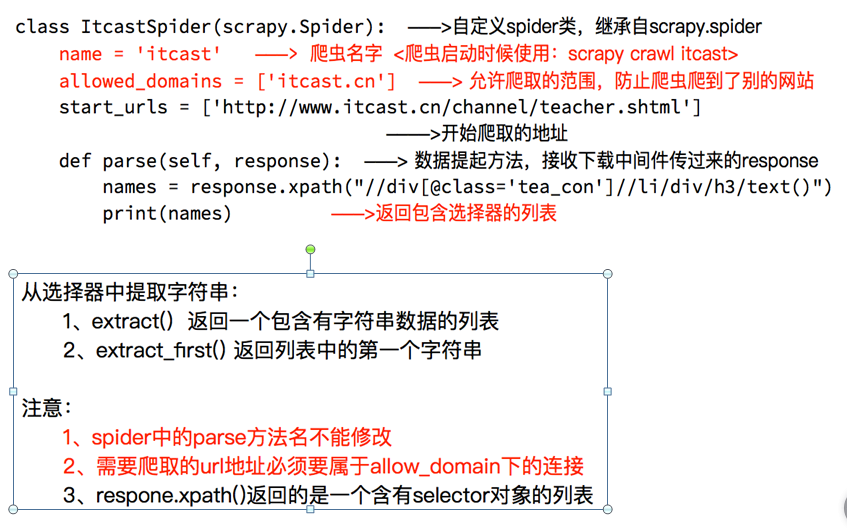 class ItcastSpider(scrapy.Spider): ——>自定义spider类，继承自scrapy.spider
name = 'itcast' ——> 爬虫名字 <爬虫启动时候使用：scrapy crawl itcast>
allowed_domains = ['itcast.cn'] ——> 允许爬取的范围，防止爬虫爬到了别的网站
start_urls = ['http://www.itcast.cn/channel/teacher.shtml']
——>开始爬取的地址
def parse(self, response): ——> 数据提起方法，接收下载中间件传过来的response
names = response.xpath("//div[@class='tea_con']//li/div/h3/text()")
print(names) ——>返回包含选择器的列表
从选择器中提取字符串：
1、extract() 返回一个包含有字符串数据的列表
2、extract_first() 返回列表中的第一个字符串
注意：
1、spider中的parse方法名不能修改
2、需要爬取的url地址必须要属于allow_domain下的连接
3、respone.xpath()返回的是一个含有selector对象的列表